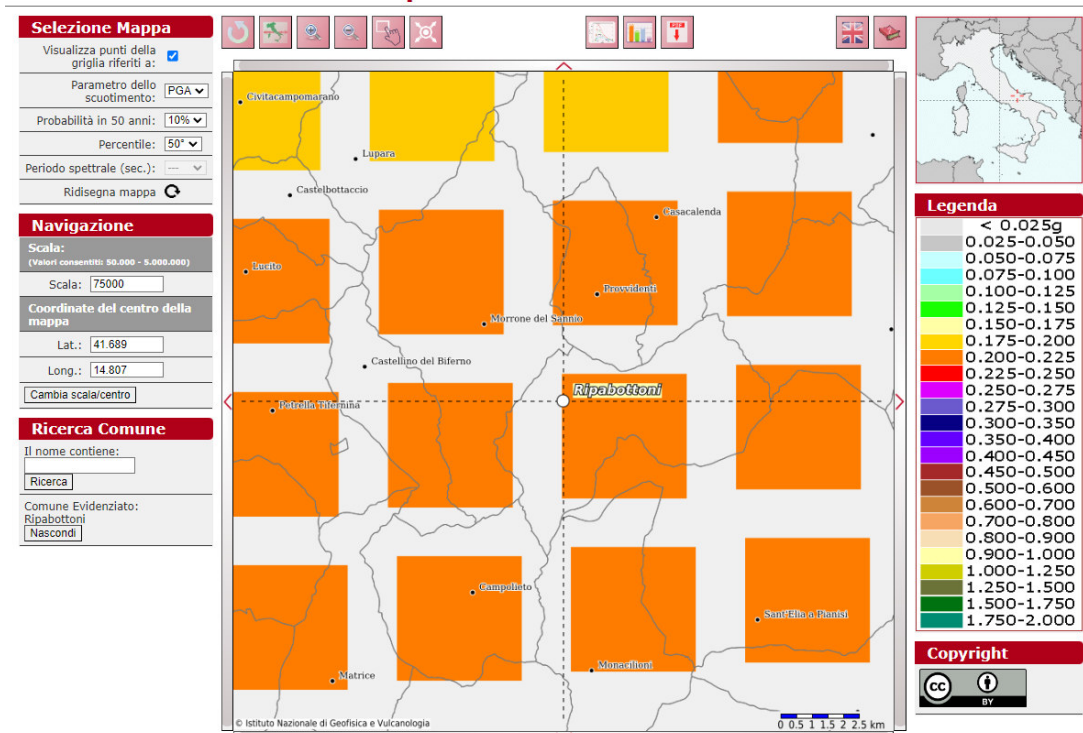 Selezione Mappa
Visualizza punti della
griglia riferiti a:
Parametro dello
scuotimento: PGA
Probabilità in 50 anni: 10%
Percentile: 50°
Periodo spettrale (sec.): ---
Ridisegna mappa
Navigazione
Scala:
(Valori consentiti: 50.000 - 5.000.000)
Scala: 75000
Coordinate del centro della
mappa
Lat.: 41.689
Long.: 14.807
Cambia scala/centro
Ricerca Comune
Il nome contiene:
Ricerca
Comune Evidenziato:
Ripabottoni
Nascondi
PDF
Civitacampomarano
Lupara
Castelbottaccio
Casacalenda
Lucito
Provvidenti
Morrone del Sannio
Castellino del Biferno
Ripabottoni
Petrella Tifernina
Campolieto
Sant'Elia a Pianisi
Monacilioni
Matrice
© Istituto Nazionale di Geofisica e Vulcanologia
0 0.5 1 1.5 2 2.5 km
Legenda
< 0.025g
0.025-0.050
0.050-0.075
0.075-0.100
0.100-0.125
0.125-0.150
0.150-0.175
0.175-0.200
0.200-0.225
0.225-0.250
0.250-0.275
0.275-0.300
0.300-0.350
0.350-0.400
0.400-0.450
0.450-0.500
0.500-0.600
0.600-0.700
0.700-0.800
0.800-0.900
0.900-1.000
1.000-1.250
1.250-1.500
1.500-1.750
1.750-2.000
Copyright
cc
BY